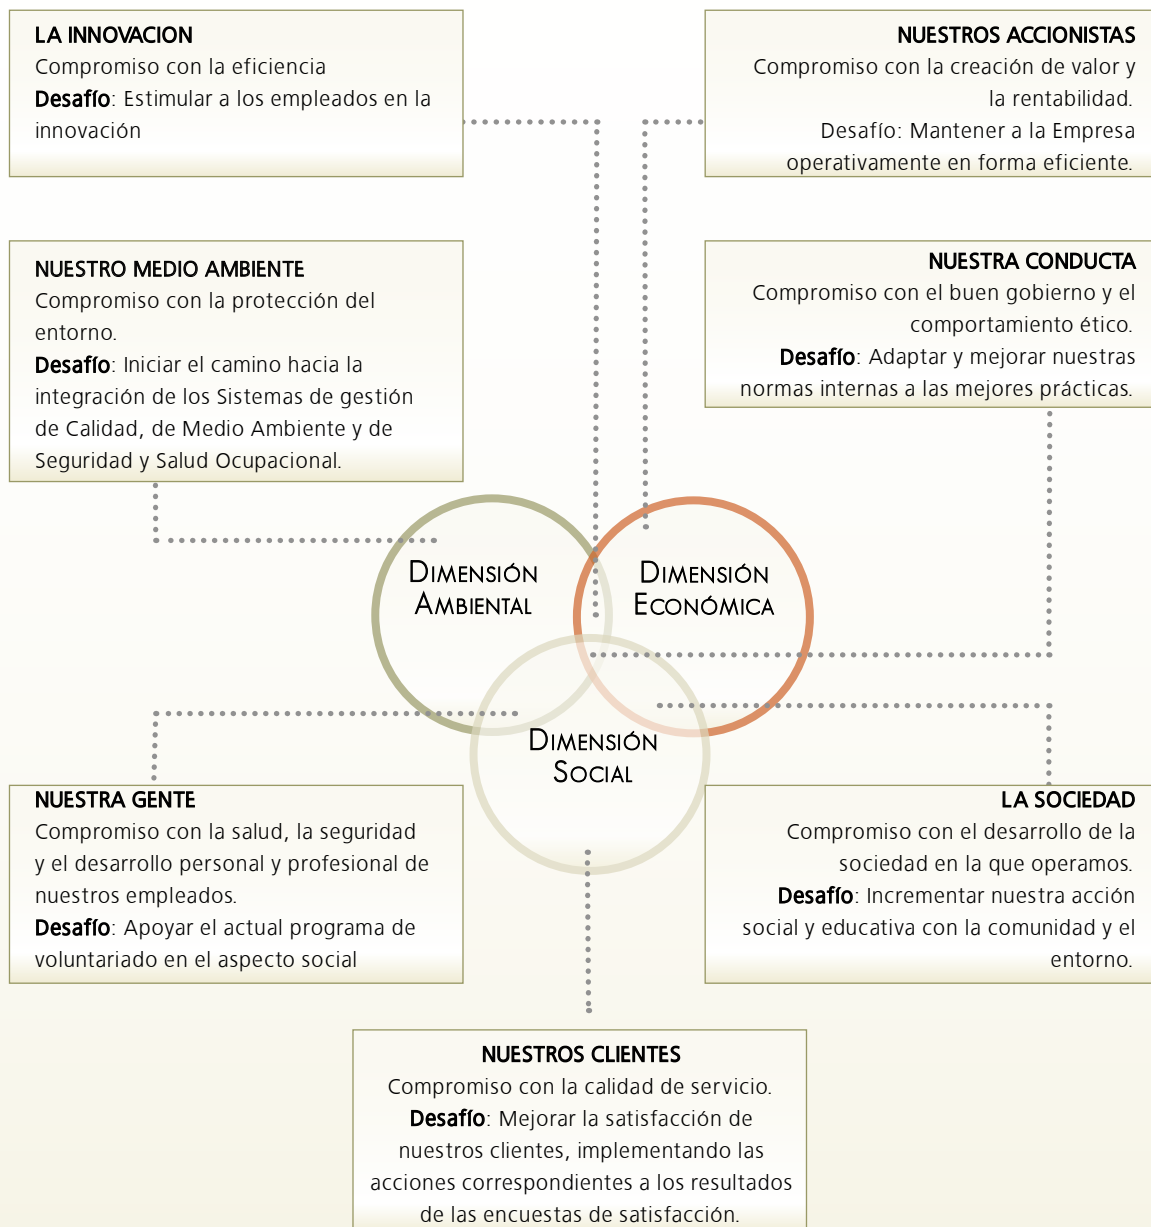 LA INNOVACION
Compromiso con la eficiencia
Desafío: Estimular a los empleados en la
innovación
NUESTROS ACCIONISTAS
Compromiso con la creación de valor y
la rentabilidad.
Desafío: Mantener a la Empresa
operativamente en forma eficiente.
NUESTRO MEDIO AMBIENTE
Compromiso con la protección del
entorno.
Desafío: Iniciar el camino hacia la
integración de los Sistemas de gestión
de Calidad, de Medio Ambiente y de
Seguridad y Salud Ocupacional.
NUESTRA CONDUCTA
Compromiso con el buen gobierno y el
comportamiento ético.
Desafío: Adaptar y mejorar nuestras
normas internas a las mejores prácticas.
DIMENSIÓN
AMBIENTAL
DIMENSIÓN
ECONÓMICA
DIMENSIÓN
SOCIAL
NUESTRA GENTE
Compromiso con la salud, la seguridad
y el desarrollo personal y profesional de
nuestros empleados.
Desafío: Apoyar el actual programa de
voluntariado en el aspecto social
LA SOCIEDAD
Compromiso con el desarrollo de la
sociedad en la que operamos.
Desafío: Incrementar nuestra acción
social y educativa con la comunidad y el
entorno.
NUESTROS CLIENTES
Compromiso con la calidad de servicio.
Desafío: Mejorar la satisfacción de
nuestros clientes, implementando las
acciones correspondientes a los resultados
de las encuestas de satisfacción.